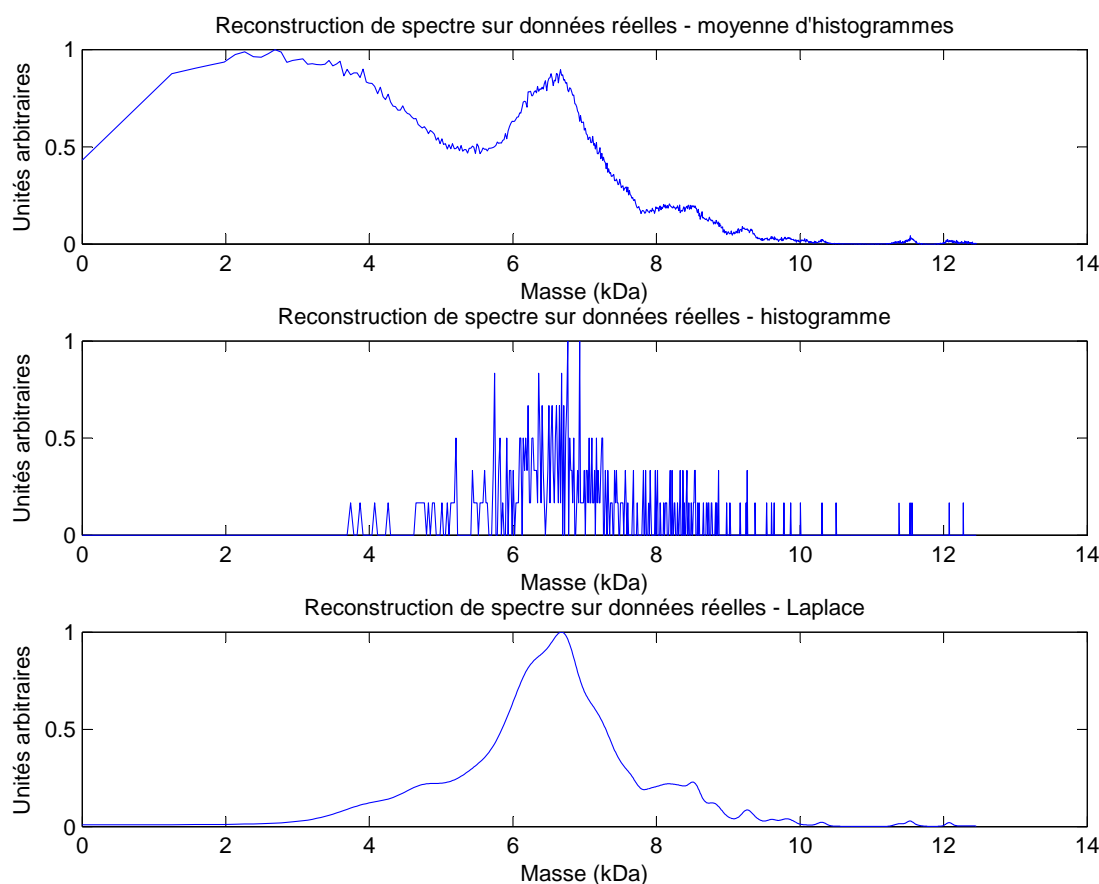 Reconstruction de spectre sur données réelles - moyenne d'histogrammes
1
0.5
0
Unités arbitraires
0 2 4 6 8 10 12 14
Masse (kDa)
Reconstruction de spectre sur données réelles - histogramme
1
0.5
0
Unités arbitraires
0 2 4 6 8 10 12 14
Masse (kDa)
Reconstruction de spectre sur données réelles - Laplace
1
0.5
0
Unités arbitraires
0 2 4 6 8 10 12 14
Masse (kDa)